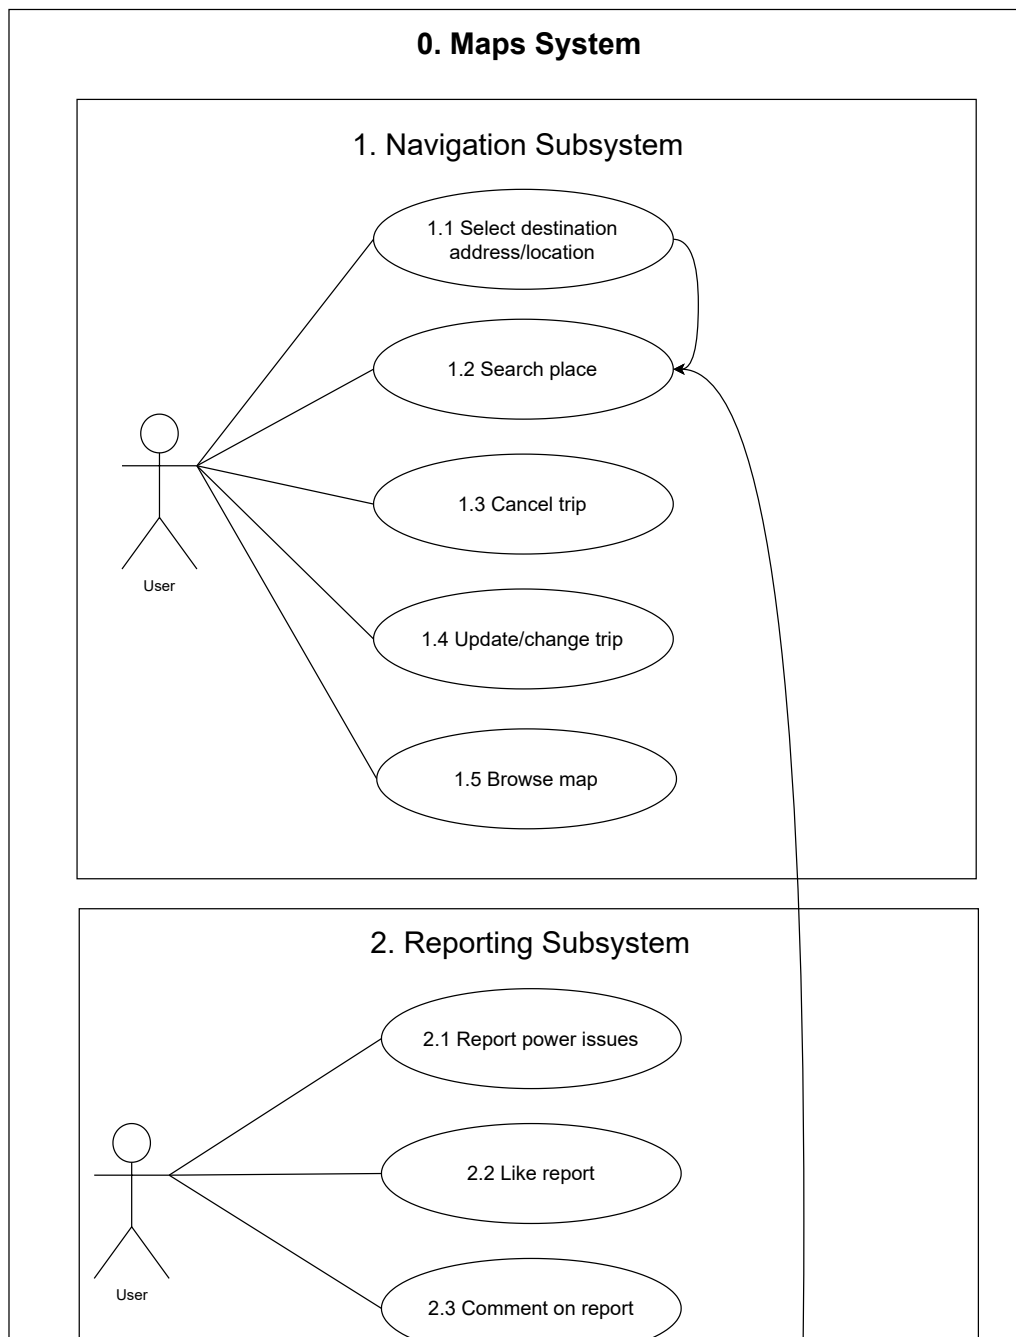 0. Maps System
1. Navigation Subsystem
1.1 Select destination
address/location
1.2 Search place
1.3 Cancel trip
User
1.4 Update/change trip
1.5 Browse map
2. Reporting Subsystem
2.1 Report power issues
2.2 Like report
User
2.3 Comment on report